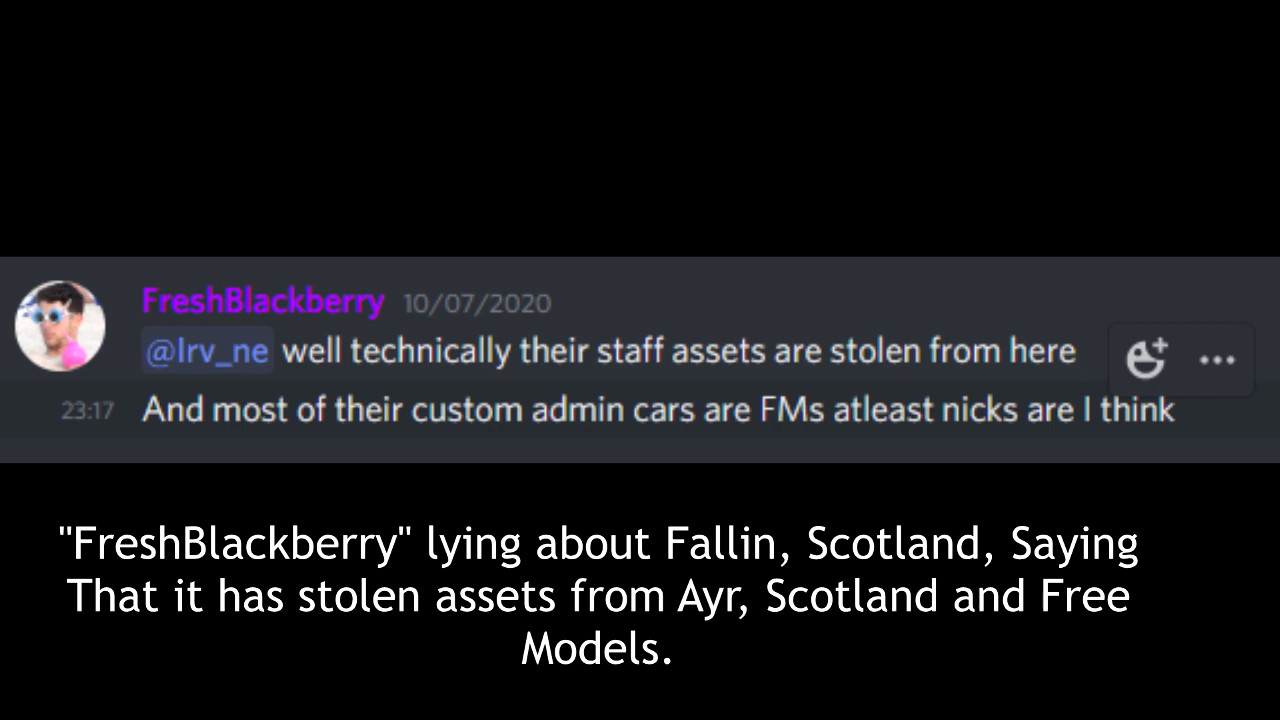 FreshBlackberry 10/07/2020
@lrv_ne well technically their staff assets are stolen from here
23:17 And most of their custom admin cars are FMs atleast nicks are I think
"FreshBlackberry" lying about Fallin, Scotland, Saying
That it has stolen assets from Ayr, Scotland and Free
Models.